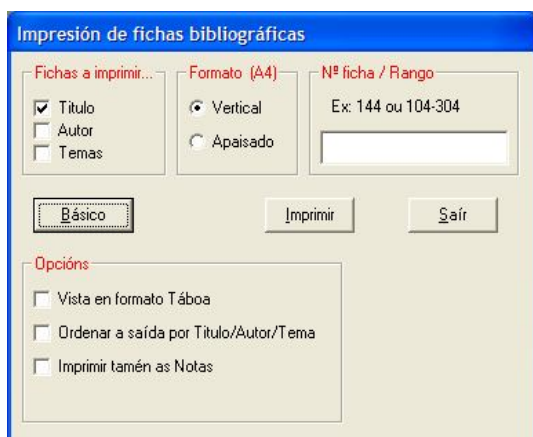 Impresión de fichas bibliográficas
Fichas a imprimir...
Titulo
Autor
Temas
Formato (A4)
Vertical
Apaisado
Nº ficha / Rango
Ex: 144 ou 104-304
Básico
Imprimir
Saír
Opcións
Vista en formato Táboa
Ordenar a saída por Titulo/Autor/Tema
Imprimir tamén as Notas